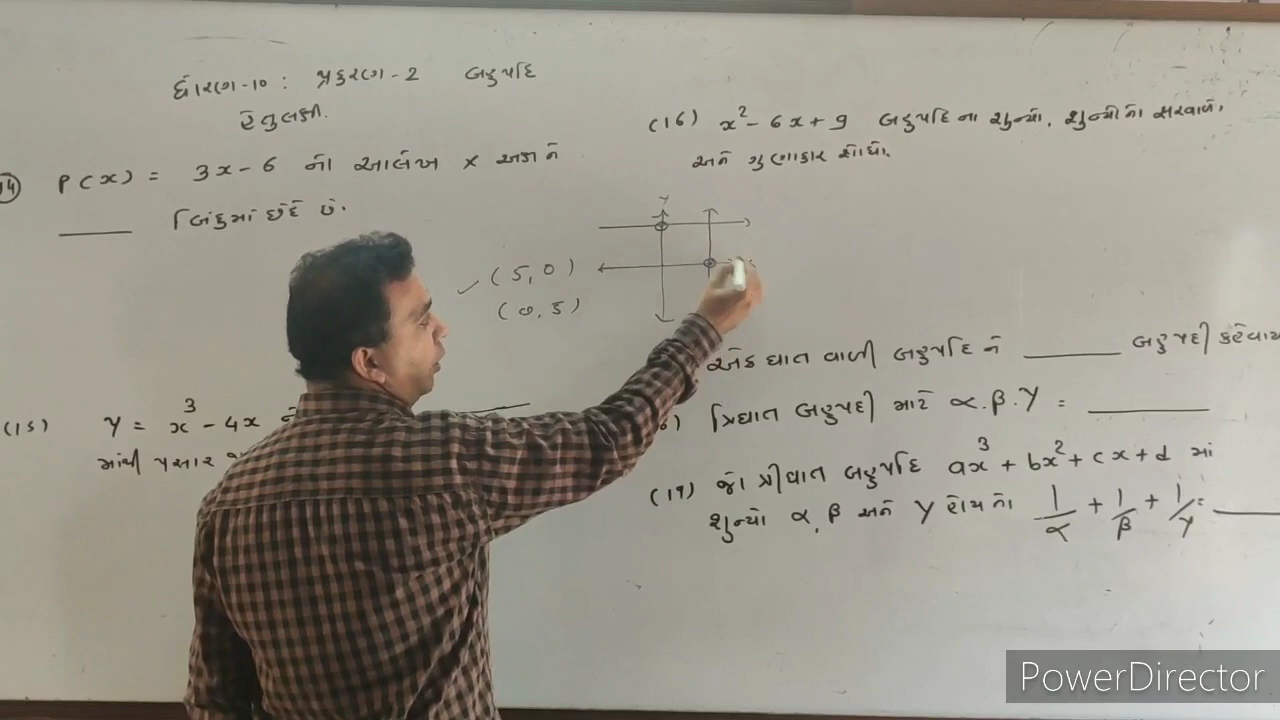 ધોરણ-૧૦ : પ્રકરણ-2 બહુપદિ
હેતુલક્ષી.
P(x) = 3x-6 નો આલેખ x અક્ષને
_____ બિંદુમાં છેદે છે.
(5,0)
(0,5)
(15) y = x³ - 4x
માંથી પસાર
(16) x² - 6x + 9 બહુપદિના શુન્યો, શુન્યોનો સરવાળો
અને ગુણાકાર શોધો.
y
એક ઘાત વાળી બહુપદિ ને _____ બહુપદી કહેવાય
ત્રિઘાત બહુપદી માટે α.β.γ = _____
(19) જો ત્રીઘાત બહુપદિ ax³ + bx² + cx + d માં
શુન્યો α, β અને γ હોય તો 1/α + 1/β + 1/γ = _____
PowerDirector